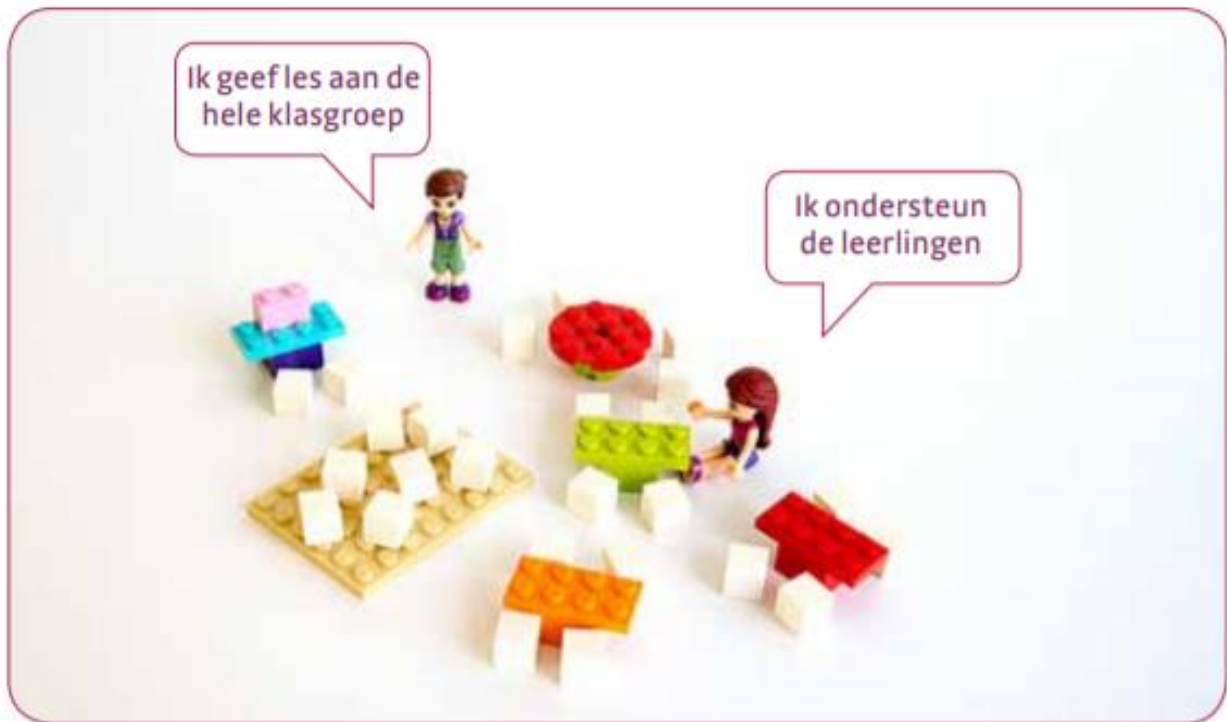 Ik geef les aan de
hele klasgroep
Ik ondersteun
de leerlingen